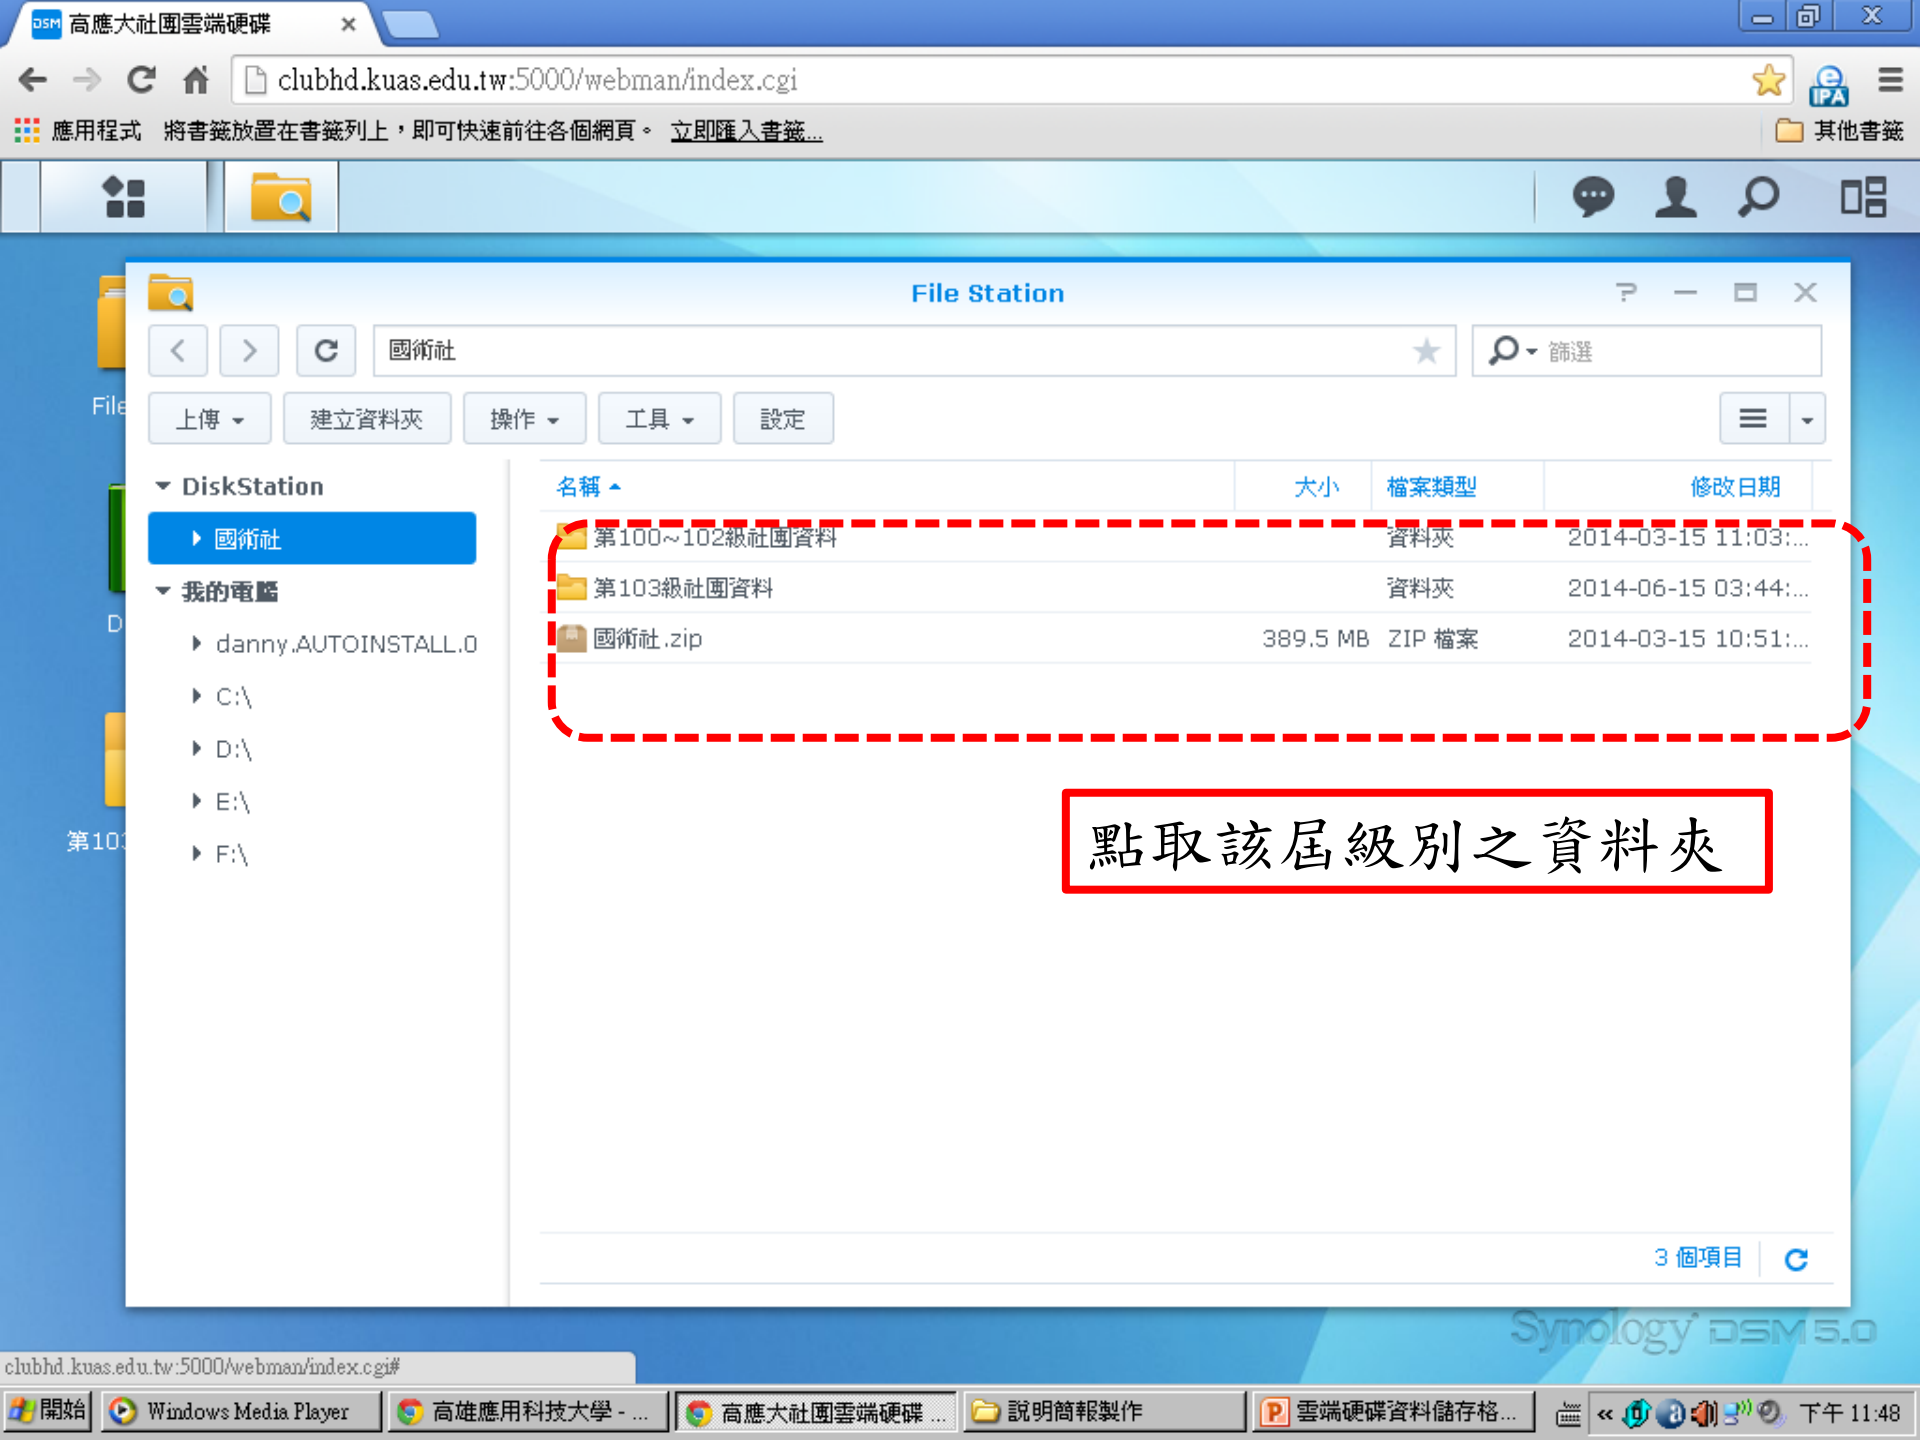 DSM 高應大社團雲端硬碟
clubhd.kuas.edu.tw:5000/webman/index.cgi
IPA
應用程式 將書籤放置在書籤列上，即可快速前往各個網頁。 立即匯入書籤... 其他書籤
File Station
國術社 篩選
File
上傳 建立資料夾 操作 工具 設定
DiskStation
國術社
我的電腦
danny.AUTOINSTALL.0
C:\
D:\
E:\
F:\
D
第103
名稱 大小 檔案類型 修改日期
第100~102級社團資料 資料夾 2014-03-15 11:03:...
第103級社團資料 資料夾 2014-06-15 03:44:...
國術社.zip 389.5 MB ZIP 檔案 2014-03-15 10:51:...
點取該屆級別之資料夾
3 個項目
Synology DSM 5.0
clubhd.kuas.edu.tw:5000/webman/index.cgi#
開始 Windows Media Player 高雄應用科技大學 - ... 高應大社團雲端硬碟 ... 說明簡報製作 雲端硬碟資料儲存格... 下午 11:48